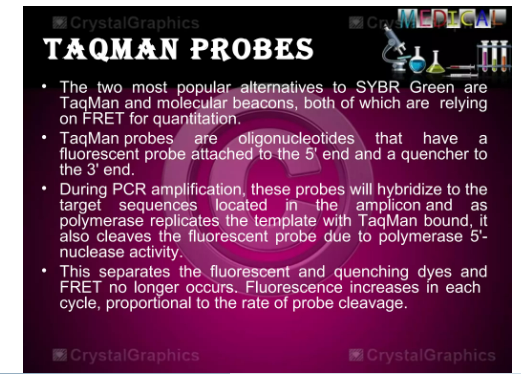 CrystalGraphics
CrystalGraphics
MEDICAL
TAQMAN PROBES
• The two most popular alternatives to SYBR Green are
TaqMan and molecular beacons, both of which are relying
on FRET for quantitation.
• TaqMan probes are oligonucleotides that have a
fluorescent probe attached to the 5' end and a quencher to
the 3' end.
• During PCR amplification, these probes will hybridize to the
target sequences located in the amplicon and as
polymerase replicates the template with TaqMan bound, it
also cleaves the fluorescent probe due to polymerase 5'-
nuclease activity.
• This separates the fluorescent and quenching dyes and
FRET no longer occurs. Fluorescence increases in each
cycle, proportional to the rate of probe cleavage.
CrystalGraphics
CrystalGraphics